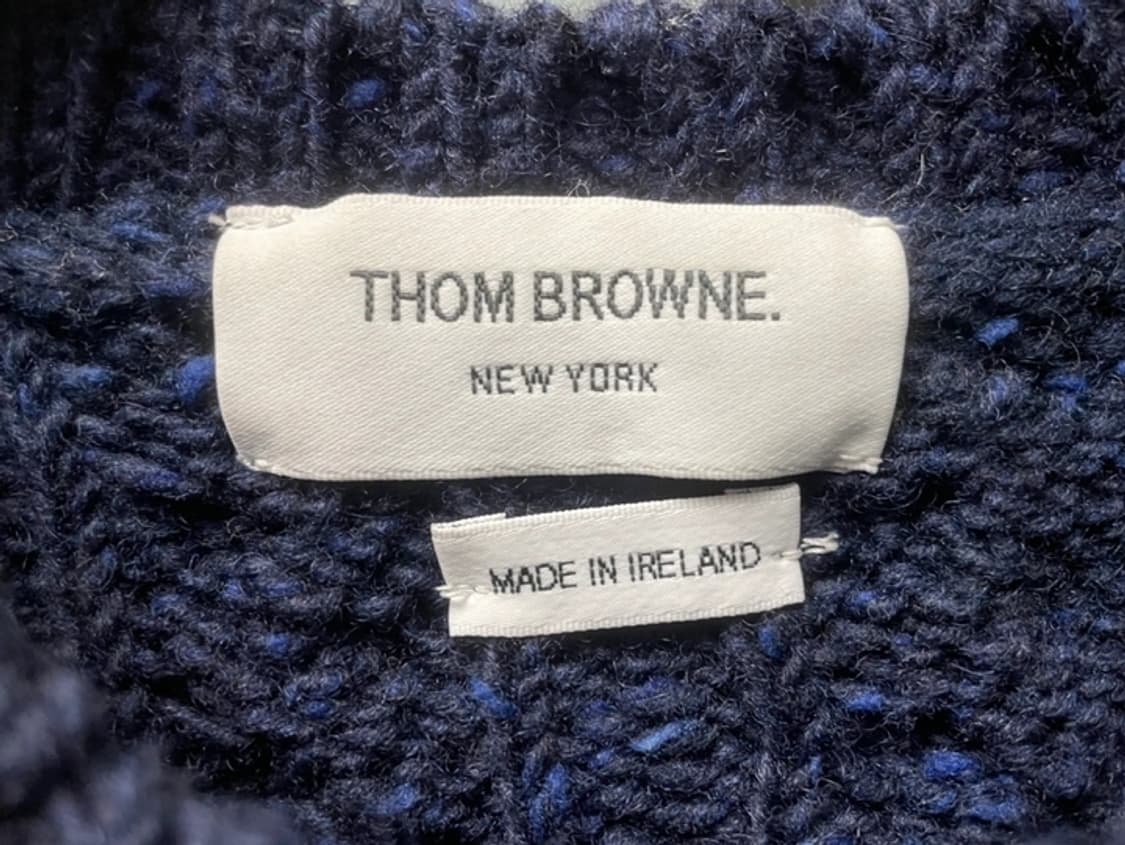 THOM BROWNE.
NEW YORK
MADE IN IRELAND